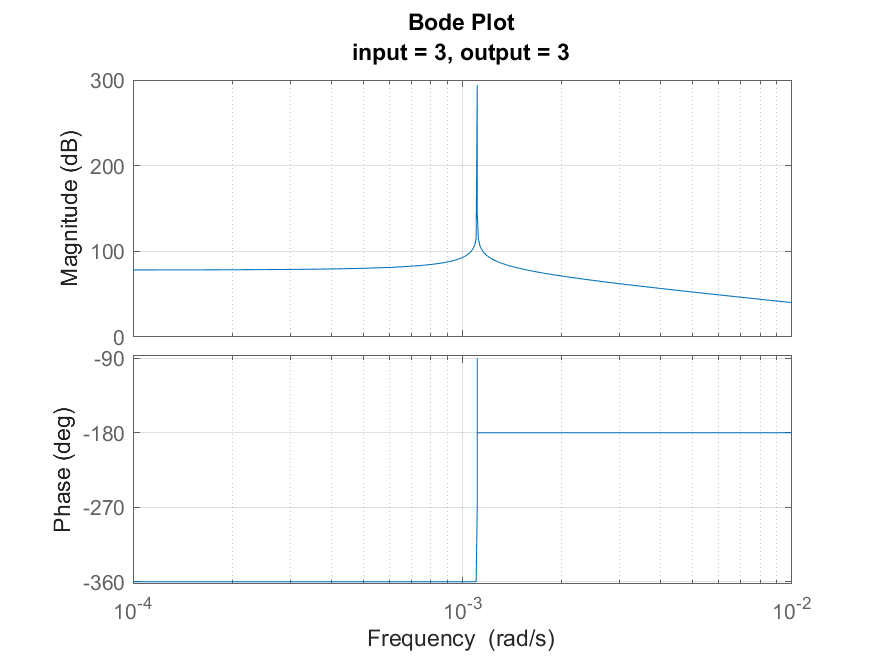 Bode Plot
input = 3, output = 3
Magnitude (dB)
300
200
100
0
Phase (deg)
-90
-180
-270
-360
10-4
10-3
10-2
Frequency (rad/s)